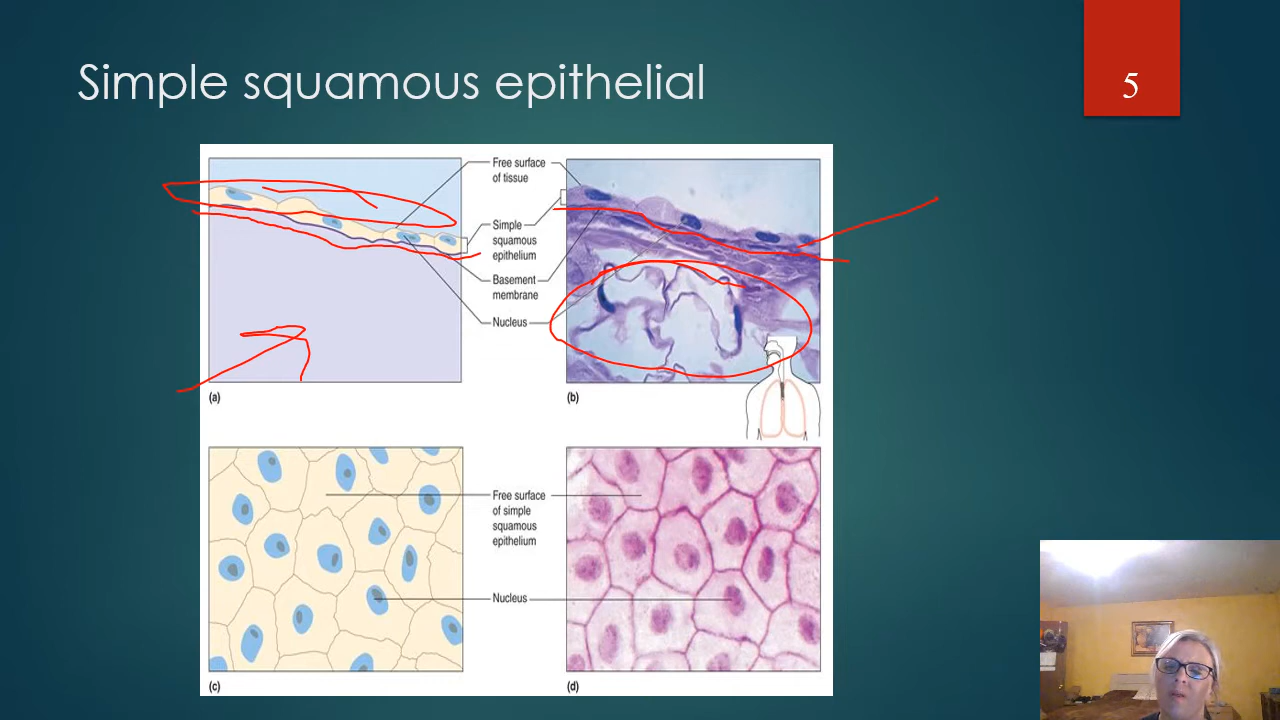 Simple squamous epithelial
5
Free surface
of tissue
Simple
squamous
epithelium
Basement
membrane
Nucleus
(a)
(b)
Free surface
of simple
squamous
epithelium
Nucleus
(c)
(d)